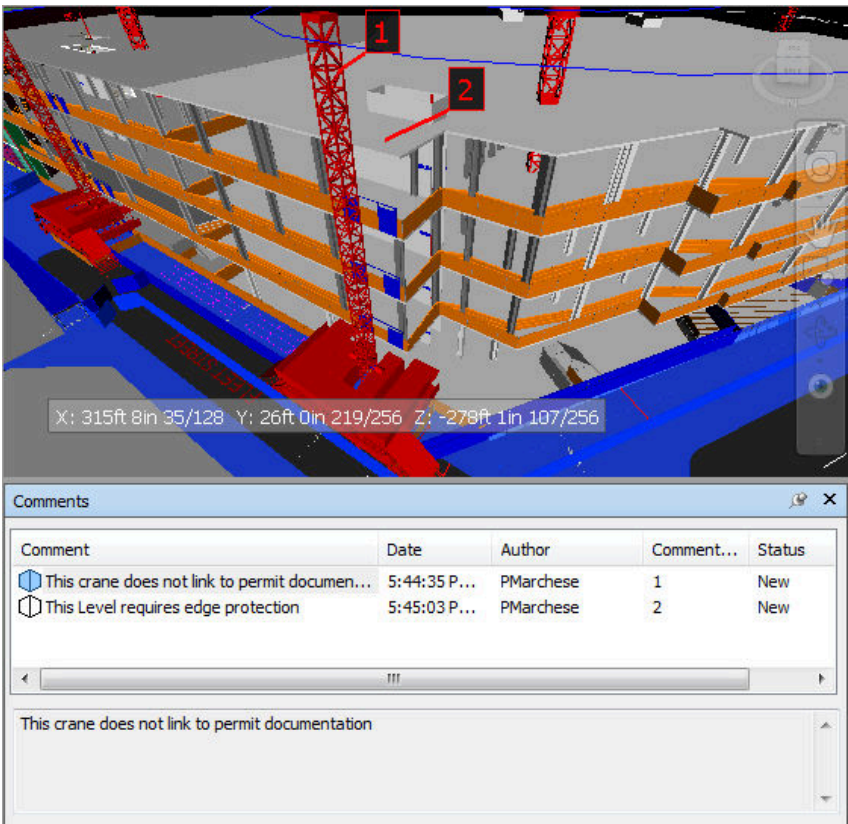 1
2
X: 315ft 8in 35/128 Y: 26ft 0in 219/256 Z: -278ft 1in 107/256
Comments
Comment Date Author Comment... Status
This crane does not link to permit documen... 5:44:35 P... PMarchese 1 New
This Level requires edge protection 5:45:03 P... PMarchese 2 New
This crane does not link to permit documentation